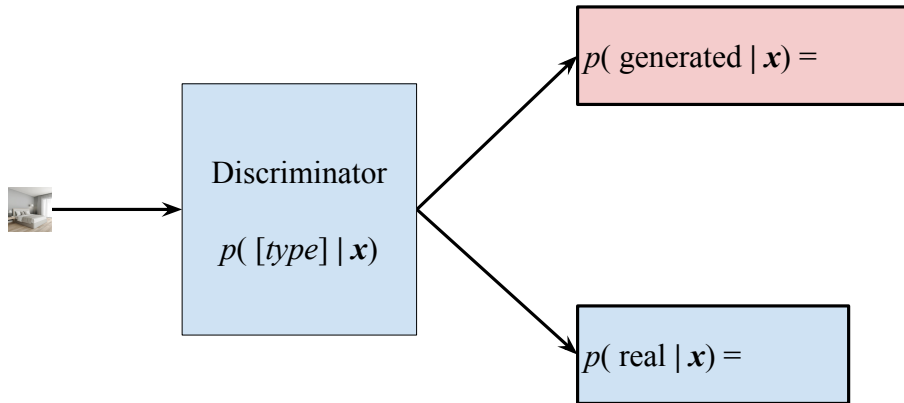 p( generated | x) =
Discriminator
p( [type] | x)
p( real | x) =